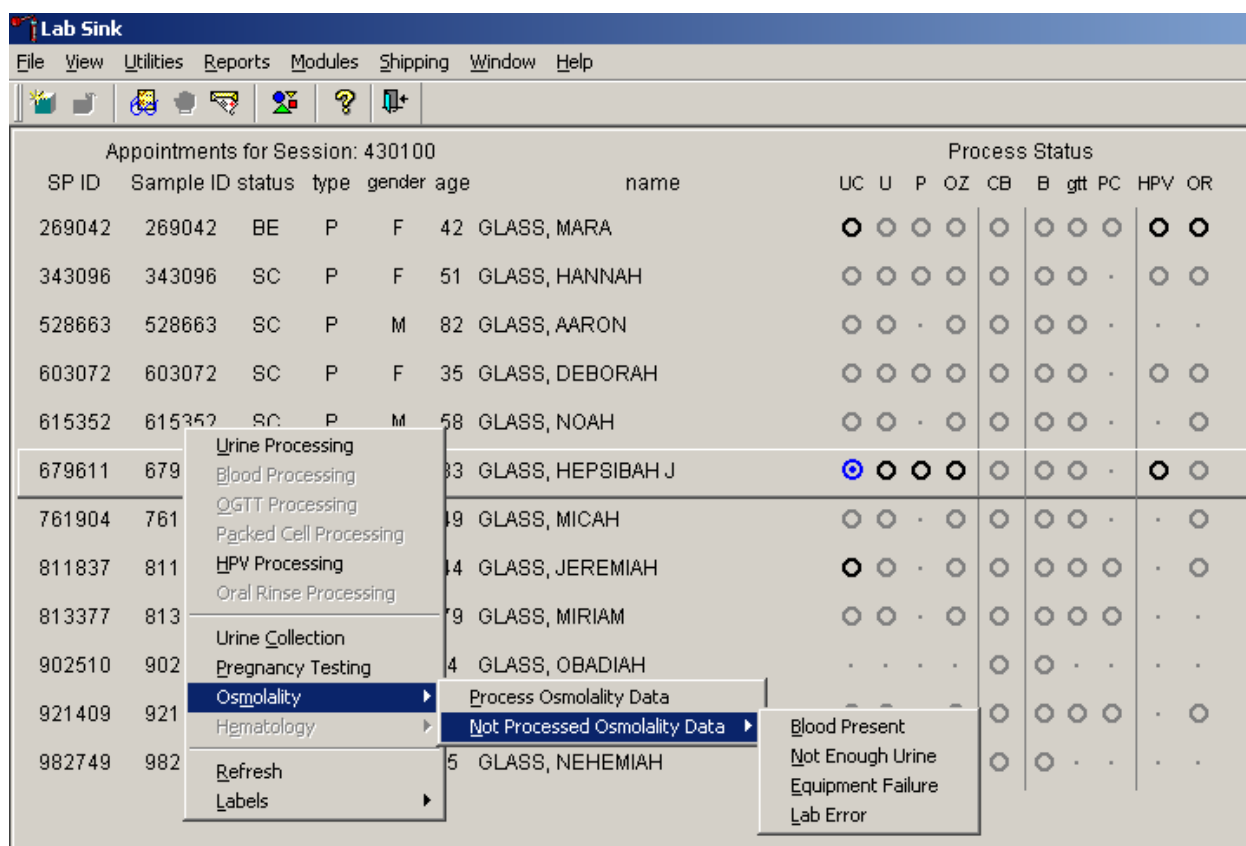 Lab Sink
File View Utilities Reports Modules Shipping Window Help
Appointments for Session: 430100 Process Status
SP ID Sample ID status type gender age name UC U P OZ CB B gtt PC HPV OR
269042 269042 BE P F 42 GLASS, MARA
343096 343096 SC P F 51 GLASS, HANNAH
528663 528663 SC P M 82 GLASS, AARON
603072 603072 SC P F 35 GLASS, DEBORAH
615352 615352 SC P M 58 GLASS, NOAH
679611 679 33 GLASS, HEPSIBAH J
761904 761 49 GLASS, MICAH
811837 811 44 GLASS, JEREMIAH
813377 813 79 GLASS, MIRIAM
902510 902 4 GLASS, OBADIAH
921409 921
982749 982 5 GLASS, NEHEMIAH
Urine Processing
Blood Processing
OGTT Processing
Packed Cell Processing
HPV Processing
Oral Rinse Processing
Urine Collection
Pregnancy Testing
Osmolality
Hematology
Refresh
Labels
Process Osmolality Data
Not Processed Osmolality Data
Blood Present
Not Enough Urine
Equipment Failure
Lab Error